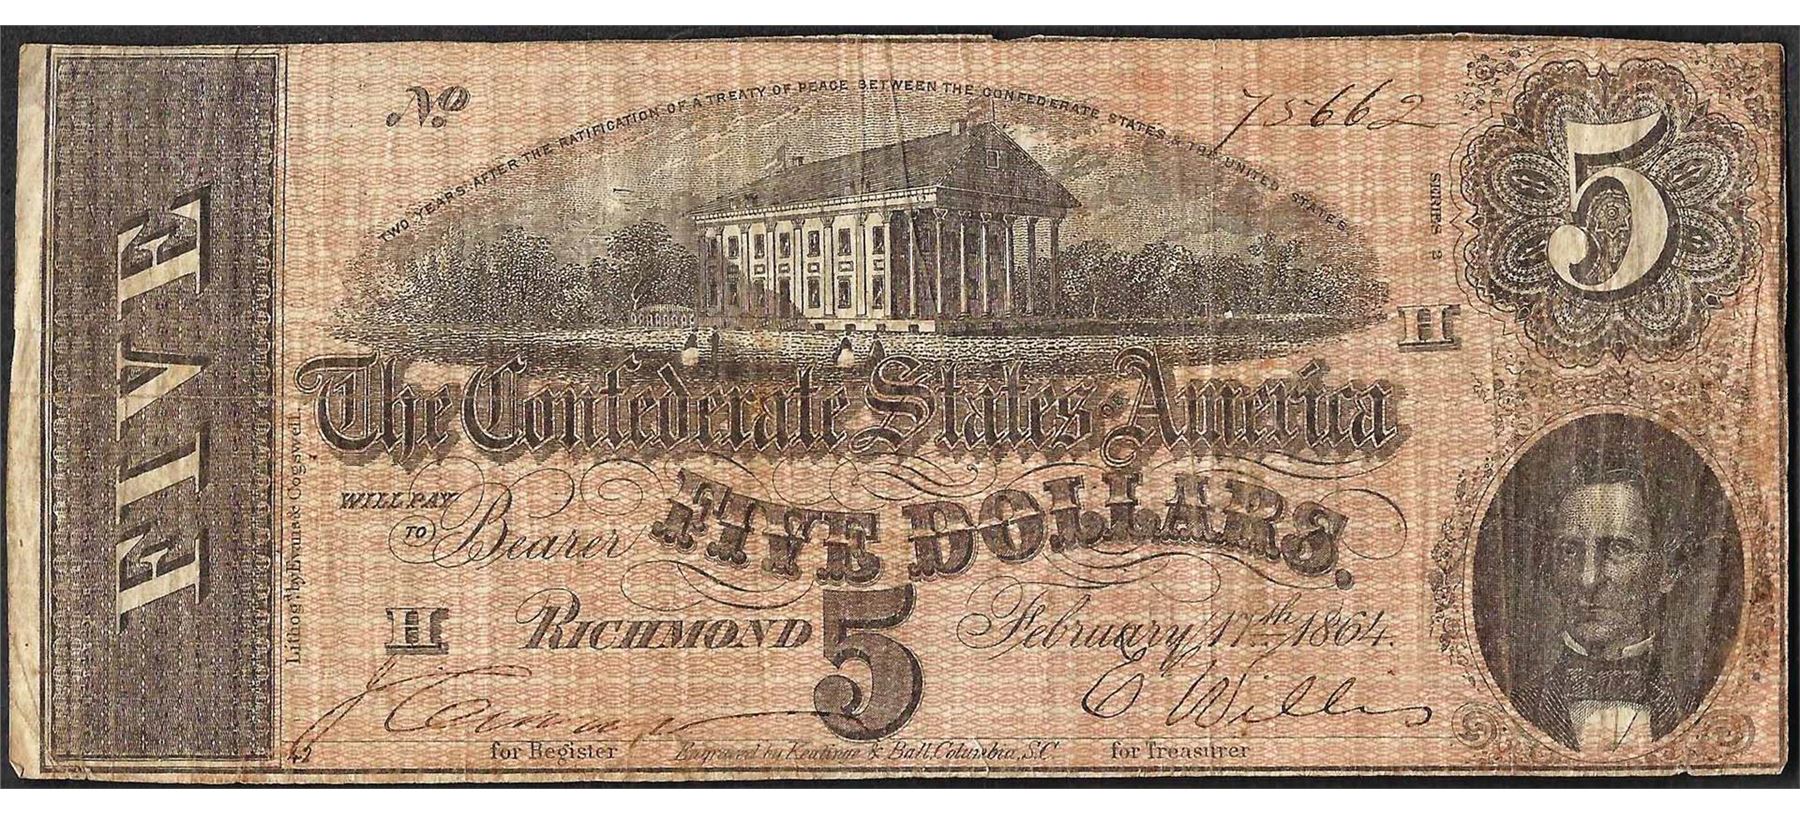 No 75662
TWO YEARS AFTER THE RATIFICATION OF A TREATY OF PEACE BETWEEN THE CONFEDERATE STATES & THE UNITED STATES
5
SERIES 2
H
FIVE
The Confederate States OF America
WILL PAY TO Bearer FIVE DOLLARS.
H RICHMOND 5 February 17th 1864.
E Willis
for Register
Engraved by Keatinge & Ball, Columbia, S.C.
for Treasurer
Lithog'd by Evans & Cogswell